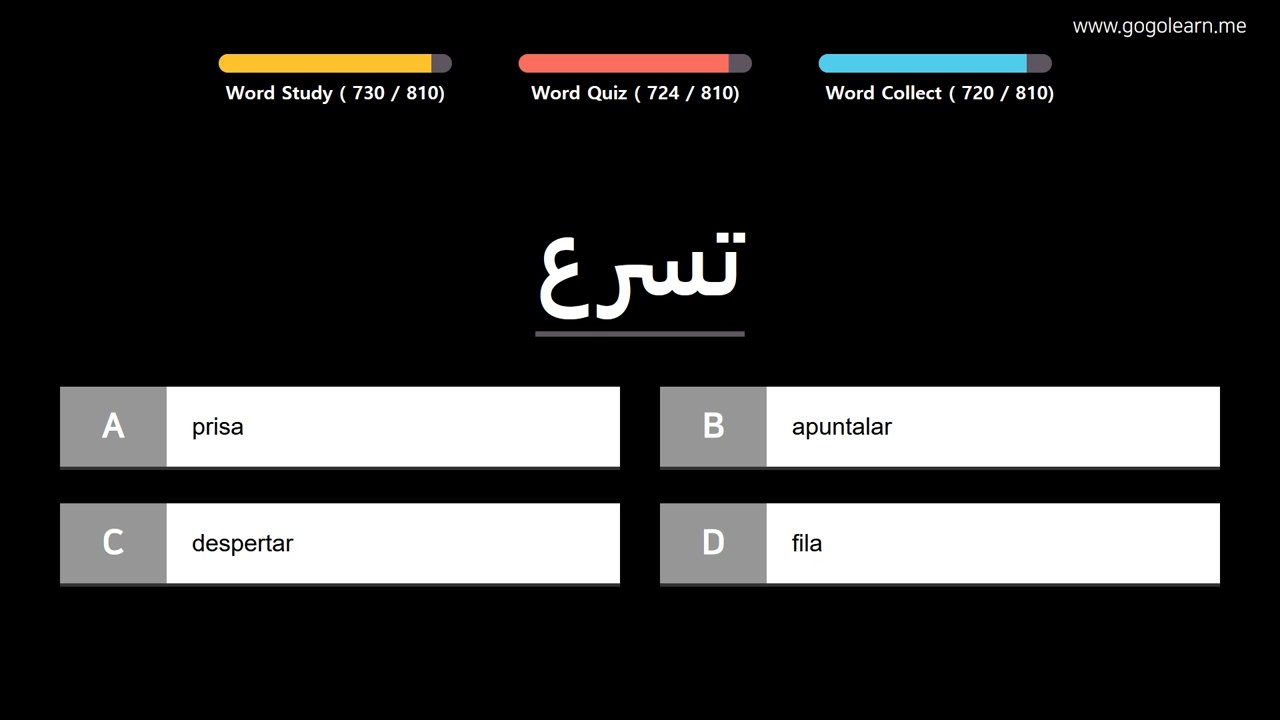 www.gogolearn.me
Word Study ( 730 / 810)
Word Quiz ( 724 / 810)
Word Collect ( 720 / 810)
تسرع
A prisa
B apuntalar
C despertar
D fila